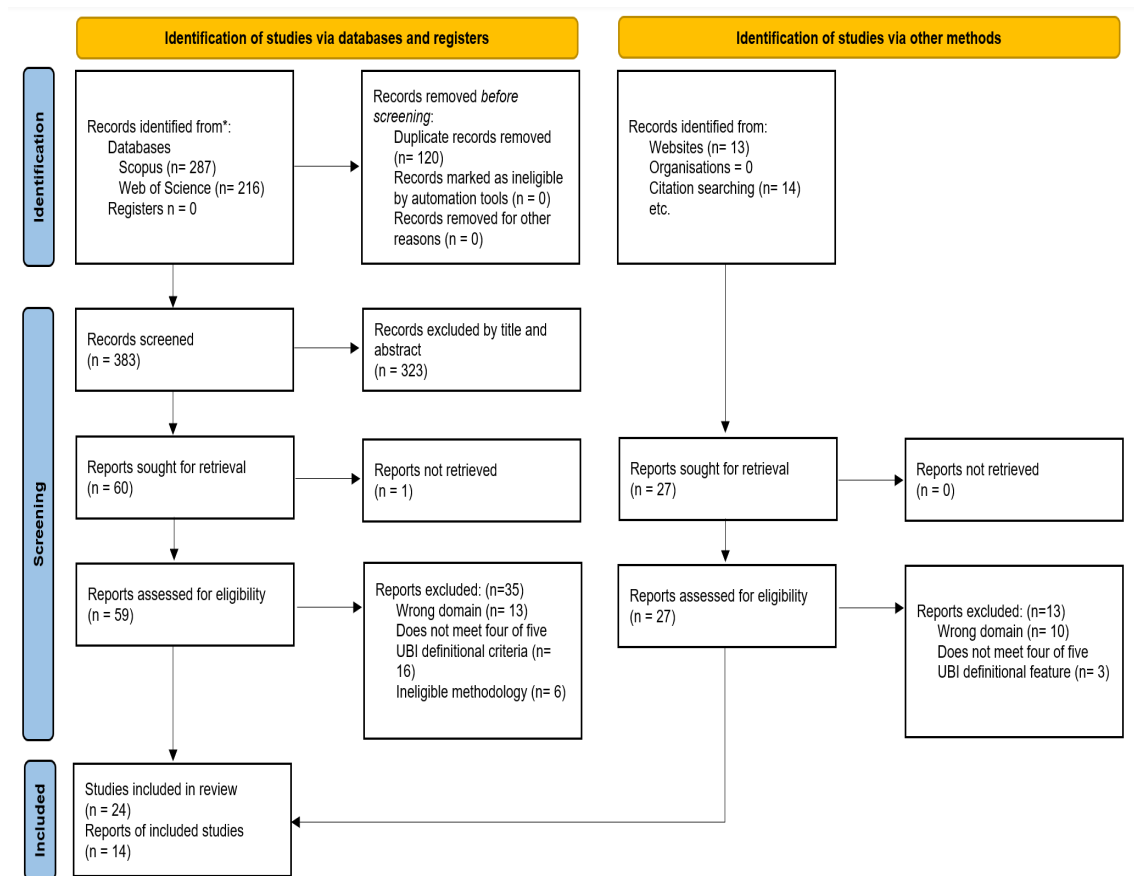 Identification of studies via databases and registers
Identification of studies via other methods
Identification
Records identified from*:
Databases
Scopus (n= 287)
Web of Science (n= 216)
Registers n = 0
Records removed before
screening:
Duplicate records removed
(n= 120)
Records marked as ineligible
by automation tools (n = 0)
Records removed for other
reasons (n = 0)
Records identified from:
Websites (n= 13)
Organisations = 0
Citation searching (n= 14)
etc.
Screening
Records screened
(n = 383)
Records excluded by title and
abstract
(n = 323)
Reports sought for retrieval
(n = 60)
Reports not retrieved
(n = 1)
Reports sought for retrieval
(n = 27)
Reports not retrieved
(n = 0)
Reports assessed for eligibility
(n = 59)
Reports excluded: (n=35)
Wrong domain (n= 13)
Does not meet four of five
UBI definitional criteria (n=
16)
Ineligible methodology (n= 6)
Reports assessed for eligibility
(n = 27)
Reports excluded: (n=13)
Wrong domain (n= 10)
Does not meet four of five
UBI definitional feature (n= 3)
Included
Studies included in review
(n = 24)
Reports of included studies
(n = 14)